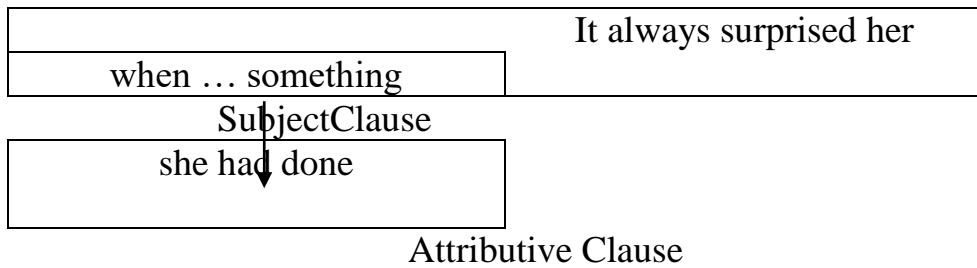 It always surprised her
when … something
SubjectClause
she had done
Attributive Clause